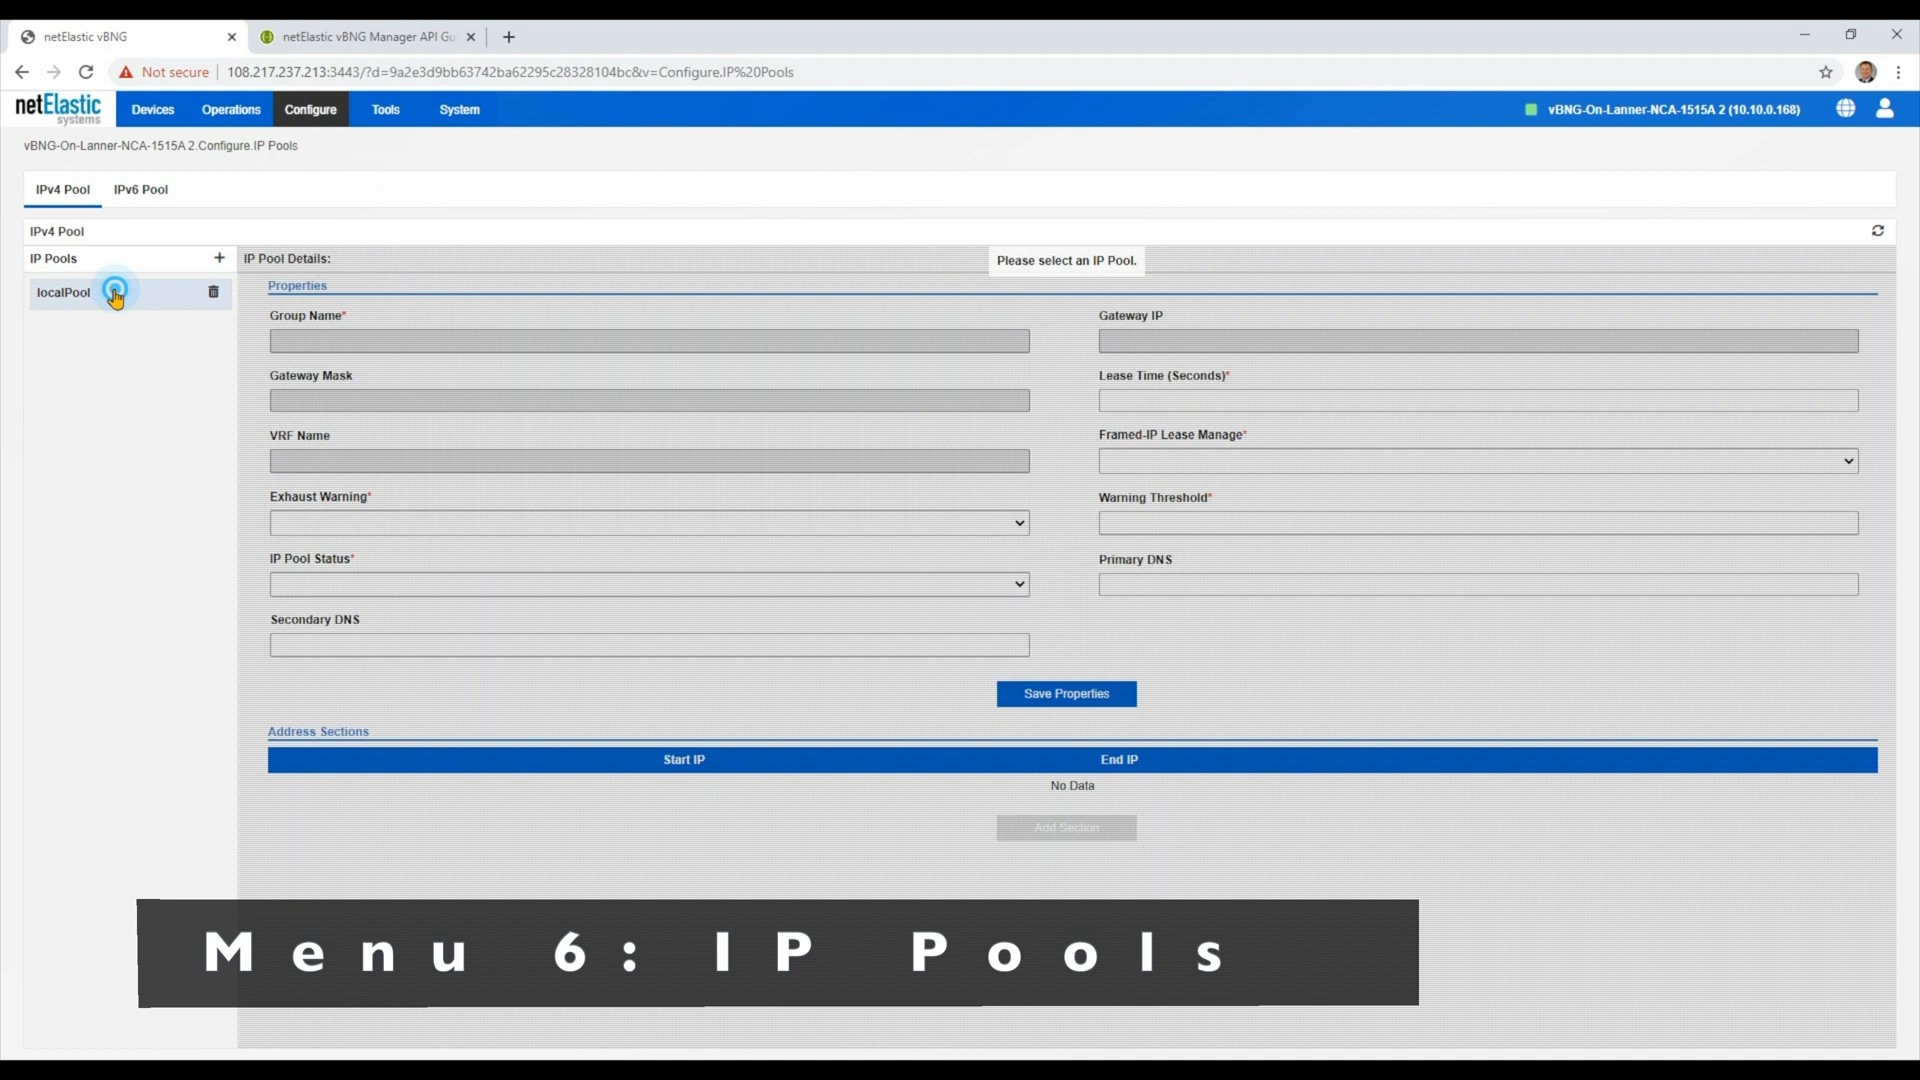 netElastic vBNG
netElastic vBNG Manager API Gu
Not secure
108.217.237.213:3443/?d=9a2e3d9bb63742ba62295c28328104bc&v=Configure.IP%20Pools
netElastic
systems
Devices
Operations
Configure
Tools
System
vBNG-On-Lanner-NCA-1515A 2 (10.10.0.168)
vBNG-On-Lanner-NCA-1515A 2.Configure.IP Pools
IPv4 Pool
IPv6 Pool
IPv4 Pool
IP Pools
IP Pool Details:
Please select an IP Pool.
localPool
Properties
Group Name*
Gateway IP
Gateway Mask
Lease Time (Seconds)*
VRF Name
Framed-IP Lease Manage*
Exhaust Warning*
Warning Threshold*
IP Pool Status*
Primary DNS
Secondary DNS
Save Properties
Address Sections
Start IP
End IP
No Data
Add Section
Menu 6: IP Pools